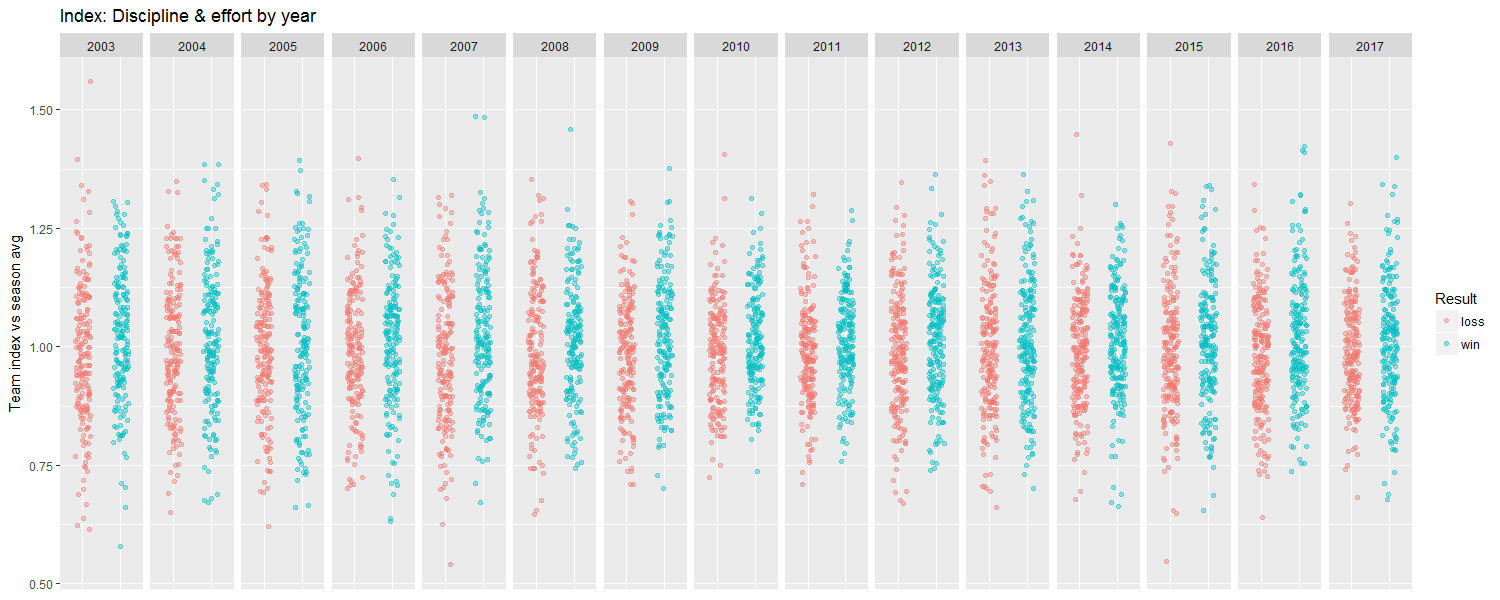 Index: Discipline & effort by year
2003 2004 2005 2006 2007 2008 2009 2010 2011 2012 2013 2014 2015 2016 2017
Team index vs season avg
1.50
1.25
1.00
0.75
0.50
Result
loss
win